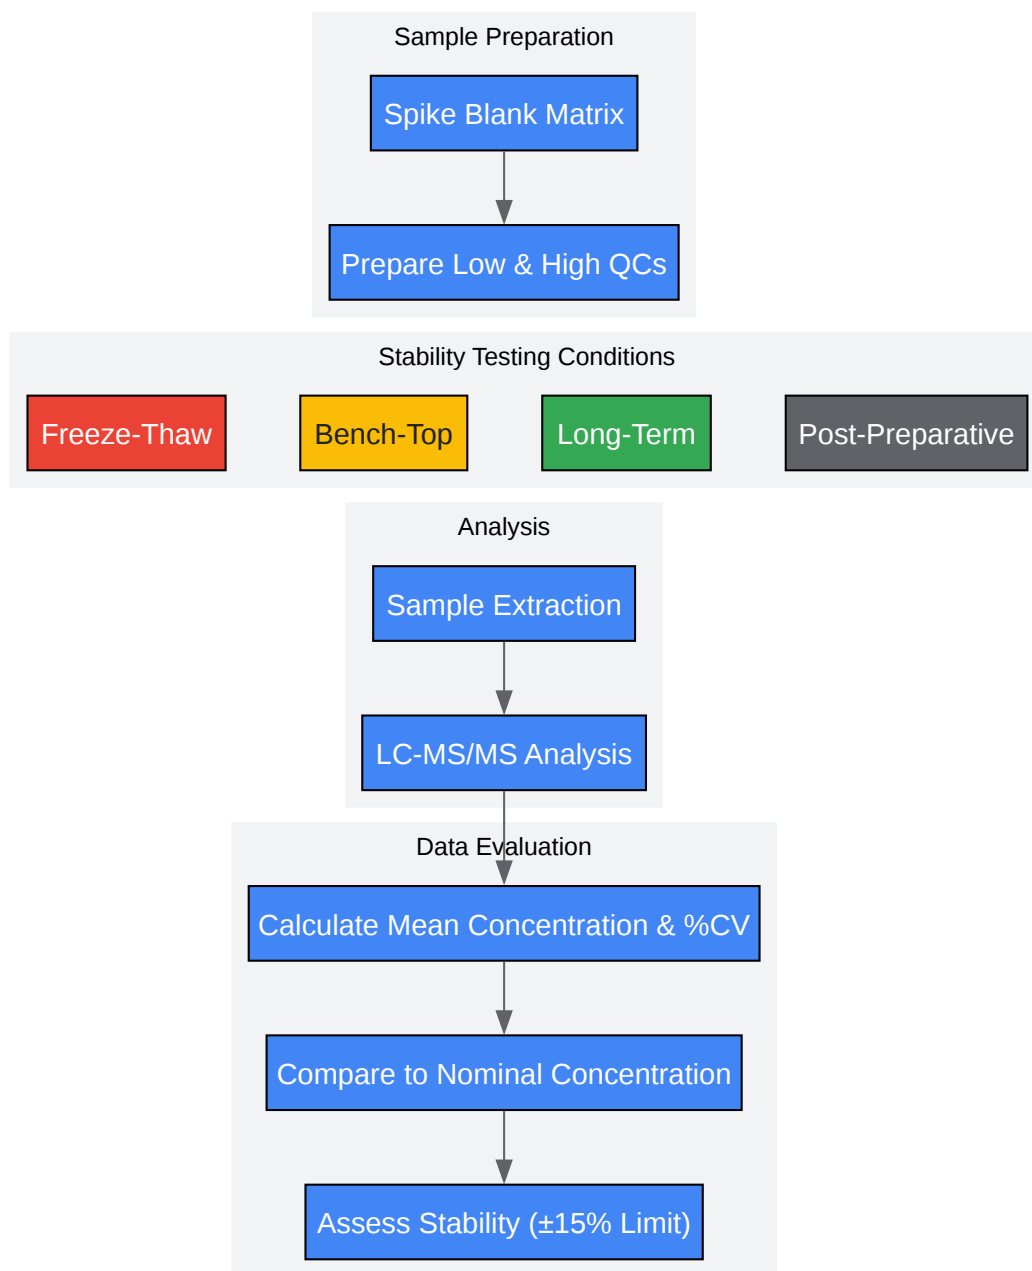 Sample Preparation
Spike Blank Matrix
Prepare Low & High QCs
Stability Testing Conditions
Freeze-Thaw
Bench-Top
Long-Term
Post-Preparative
Analysis
Sample Extraction
LC-MS/MS Analysis
Data Evaluation
Calculate Mean Concentration & %CV
Compare to Nominal Concentration
Assess Stability (±15% Limit)